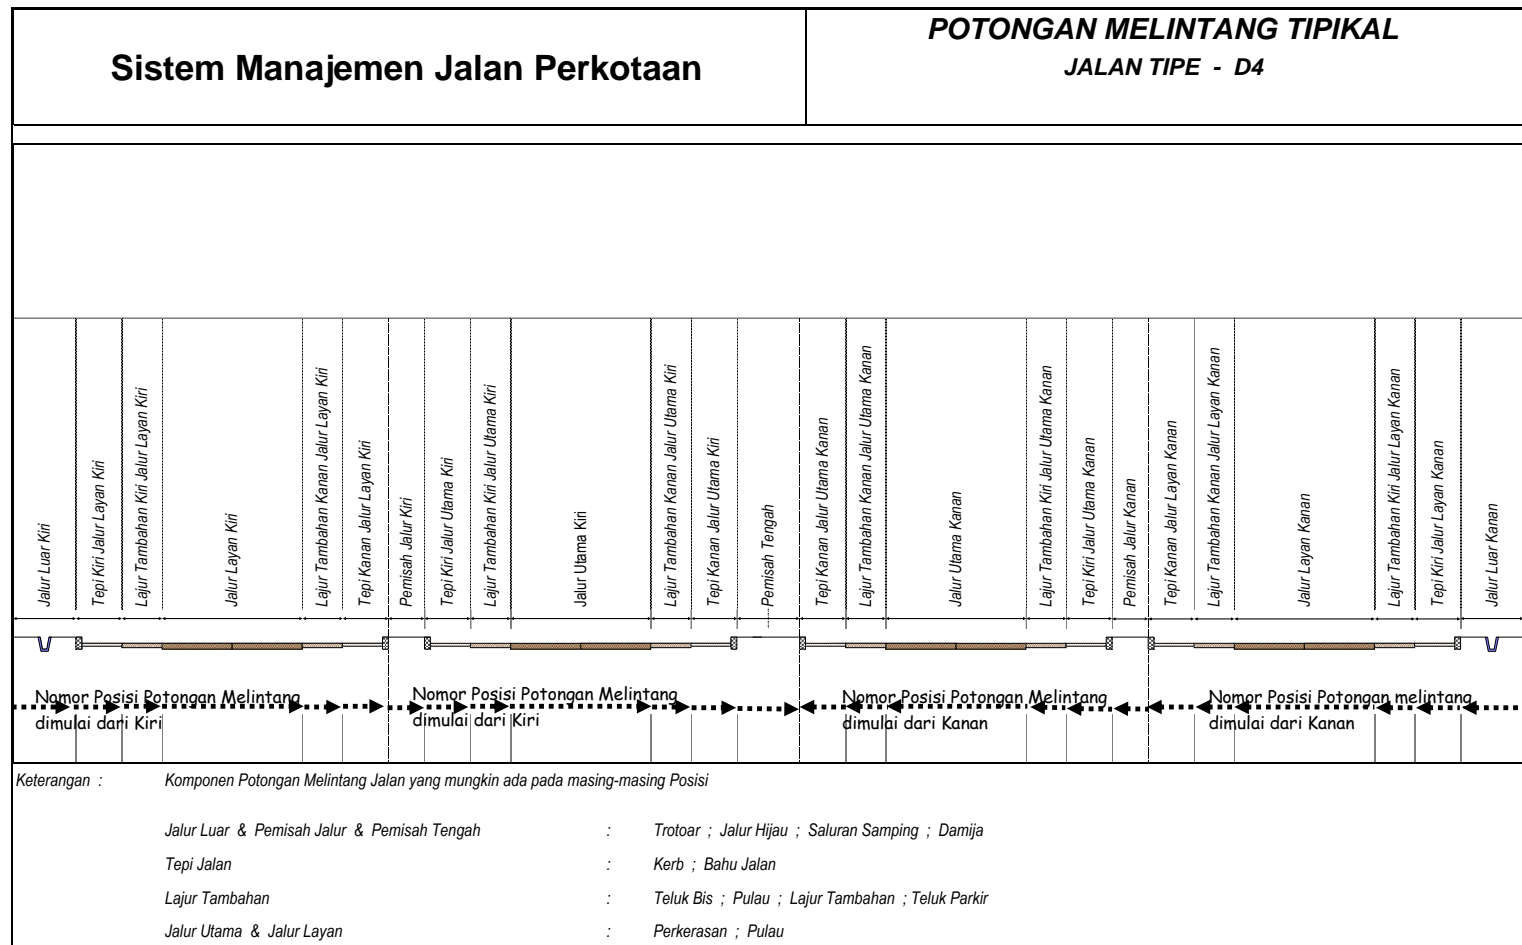 Sistem Manajemen Jalan Perkotaan
POTONGAN MELINTANG TIPIKAL
JALAN TIPE - D4
Jalur Luar Kiri
Tepi Kiri Jalur Layan Kiri
Lajur Tambahan Kiri Jalur Layan Kiri
Jalur Layan Kiri
Lajur Tambahan Kanan Jalur Layan Kiri
Tepi Kanan Jalur Layan Kiri
Pemisah Jalur Kiri
Tepi Kiri Jalur Utama Kiri
Lajur Tambahan Kiri Jalur Utama Kiri
Jalur Utama Kiri
Lajur Tambahan Kanan Jalur Utama Kiri
Tepi Kanan Jalur Utama Kiri
Pemisah Tengah
Tepi Kanan Jalur Utama Kanan
Lajur Tambahan Kanan Jalur Utama Kanan
Jalur Utama Kanan
Lajur Tambahan Kiri Jalur Utama Kanan
Tepi Kiri Jalur Utama Kanan
Pemisah Jalur Kanan
Tepi Kanan Jalur Layan Kanan
Lajur Tambahan Kanan Jalur Layan Kanan
Jalur Layan Kanan
Lajur Tambahan Kiri Jalur Layan Kanan
Tepi Kiri Jalur Layan Kanan
Jalur Luar Kanan
Nomor Posisi Potongan Melintang
dimulai dari Kiri
Nomor Posisi Potongan Melintang
dimulai dari Kiri
Nomor Posisi Potongan Melintang
dimulai dari Kanan
Nomor Posisi Potongan melintang
dimulai dari Kanan
Keterangan : Komponen Potongan Melintang Jalan yang mungkin ada pada masing-masing Posisi
Jalur Luar & Pemisah Jalur & Pemisah Tengah : Trotoar ; Jalur Hijau ; Saluran Samping ; Damija
Tepi Jalan : Kerb ; Bahu Jalan
Lajur Tambahan : Teluk Bis ; Pulau ; Lajur Tambahan ; Teluk Parkir
Jalur Utama & Jalur Layan : Perkerasan ; Pulau